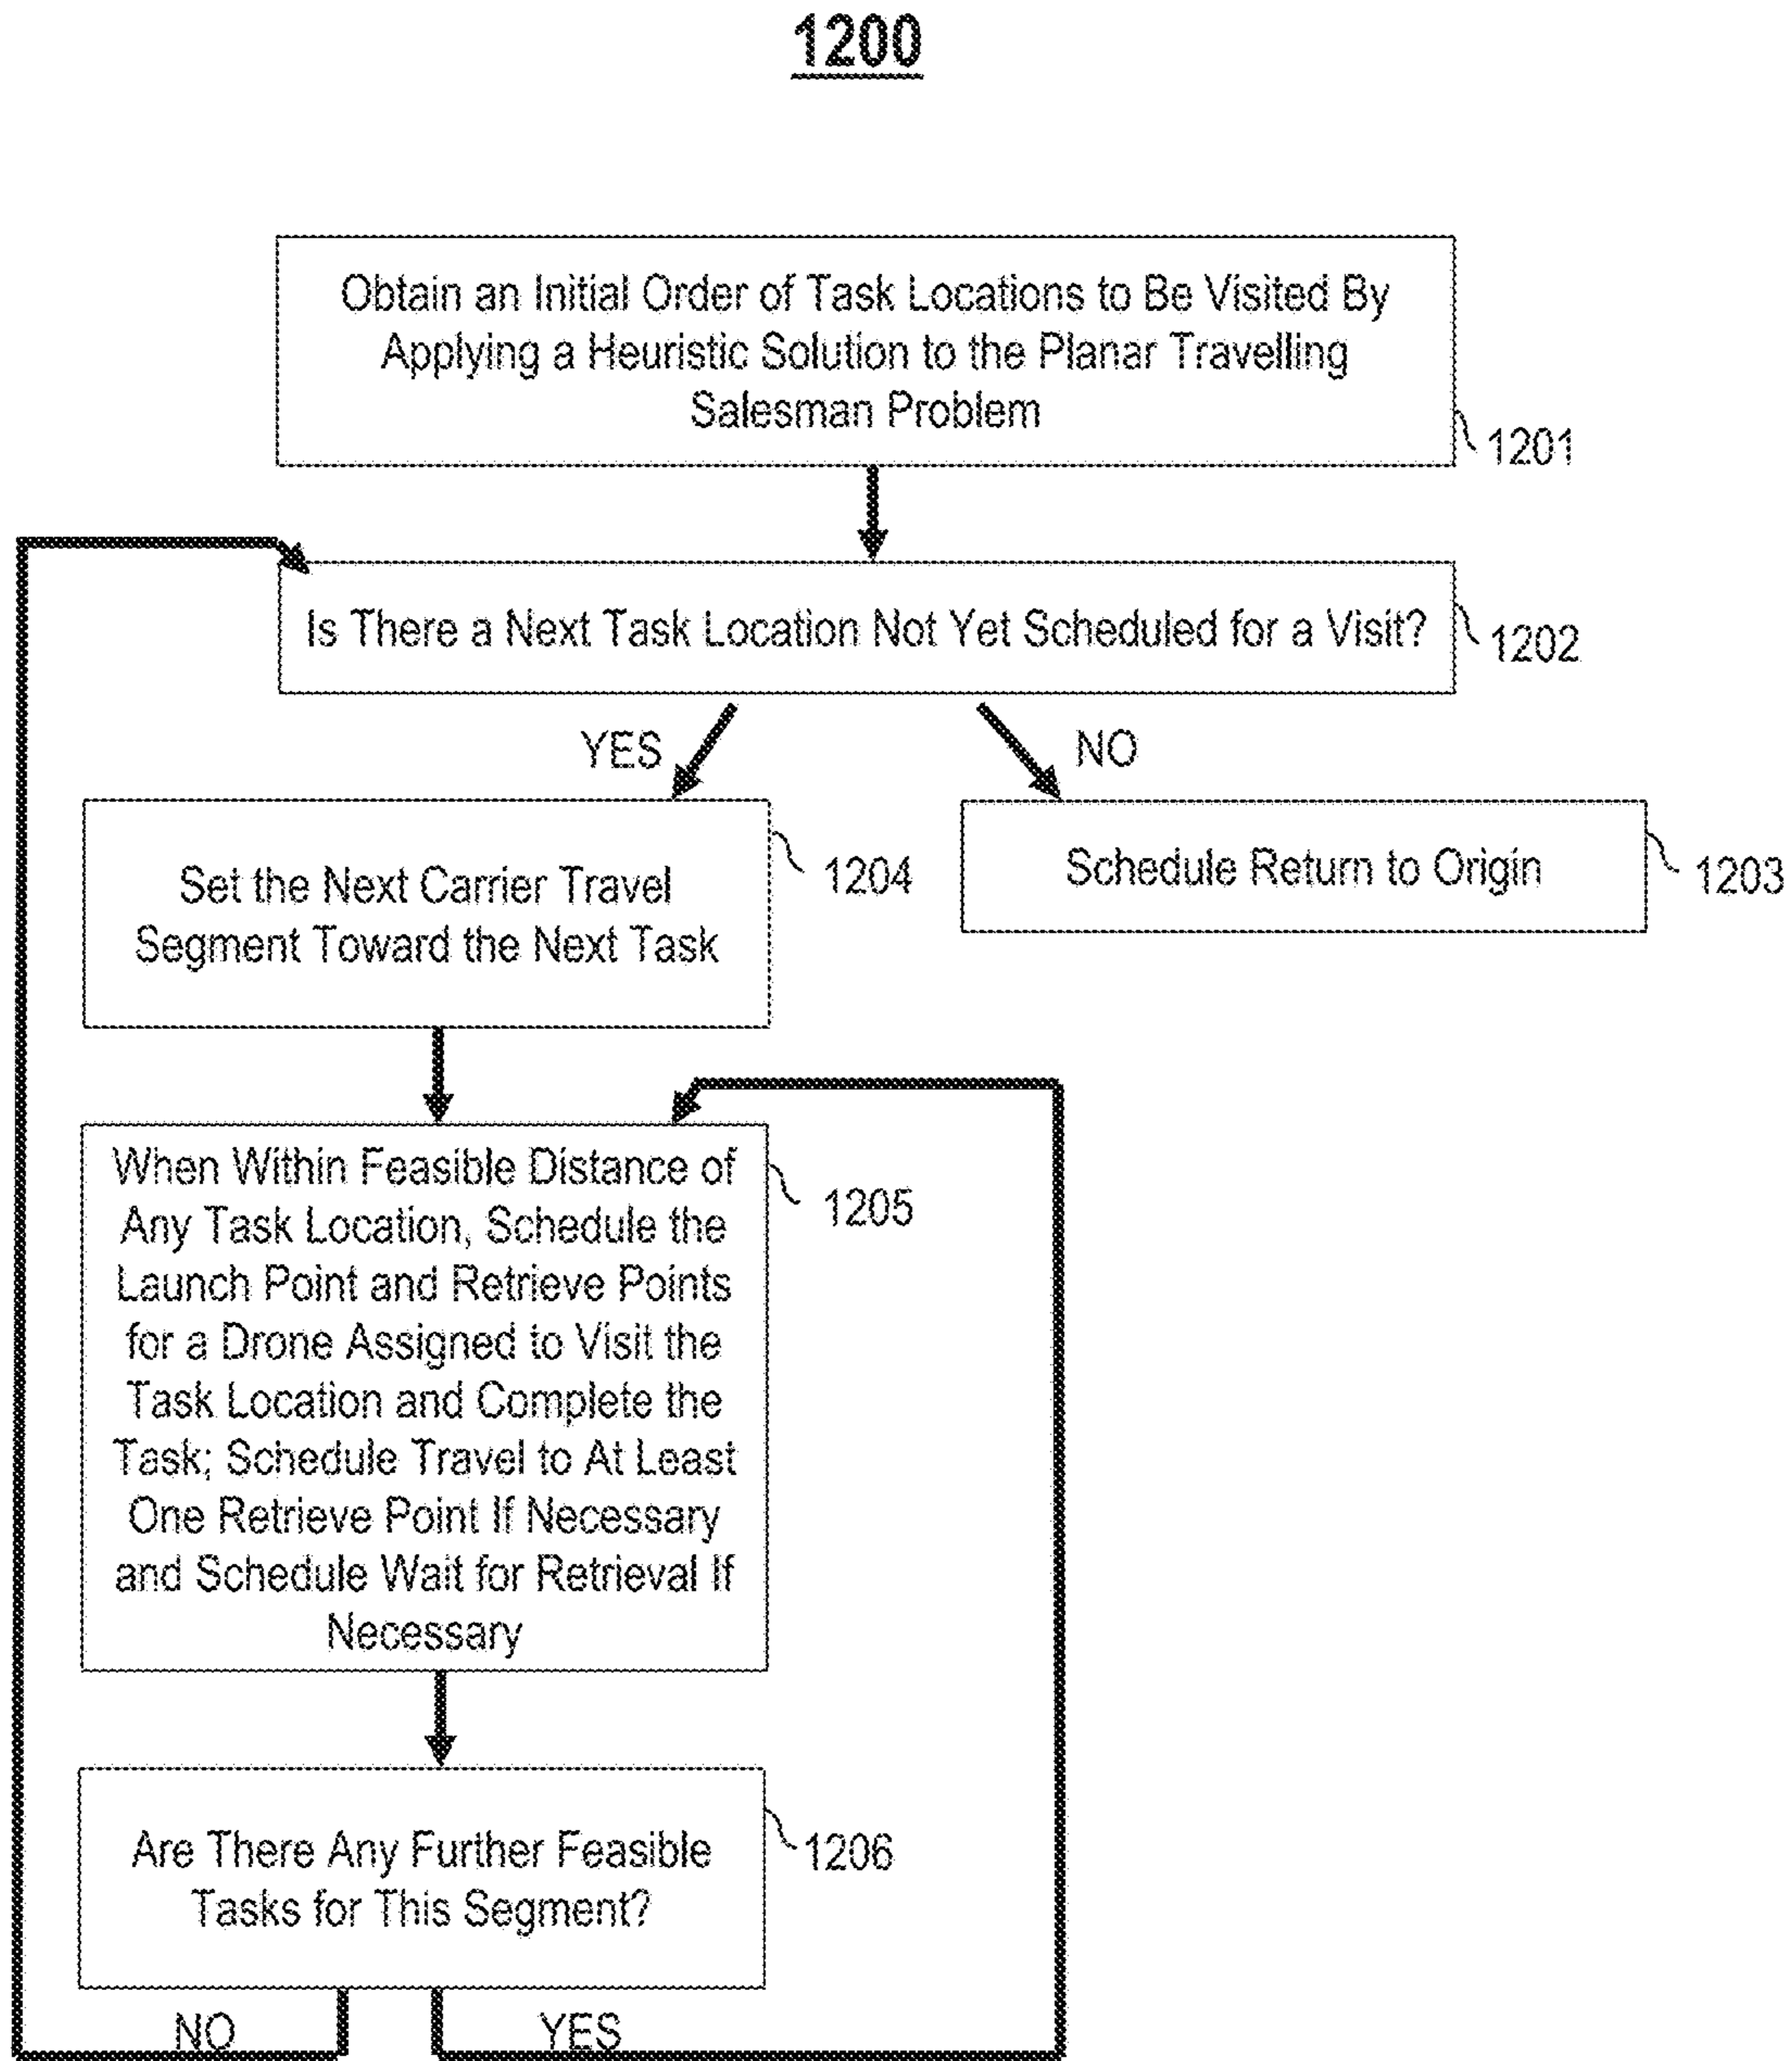 1200
Obtain an Initial Order of Task Locations to Be Visited By
Applying a Heuristic Solution to the Planar Travelling
Salesman Problem
1201
Is There a Next Task Location Not Yet Scheduled for a Visit?
1202
YES
NO
Set the Next Carrier Travel
Segment Toward the Next Task
1204
Schedule Return to Origin
1203
When Within Feasible Distance of
Any Task Location, Schedule the
Launch Point and Retrieve Points
for a Drone Assigned to Visit the
Task Location and Complete the
Task; Schedule Travel to At Least
One Retrieve Point If Necessary
and Schedule Wait for Retrieval If
Necessary
1205
Are There Any Further Feasible
Tasks for This Segment?
1206
NO
YES